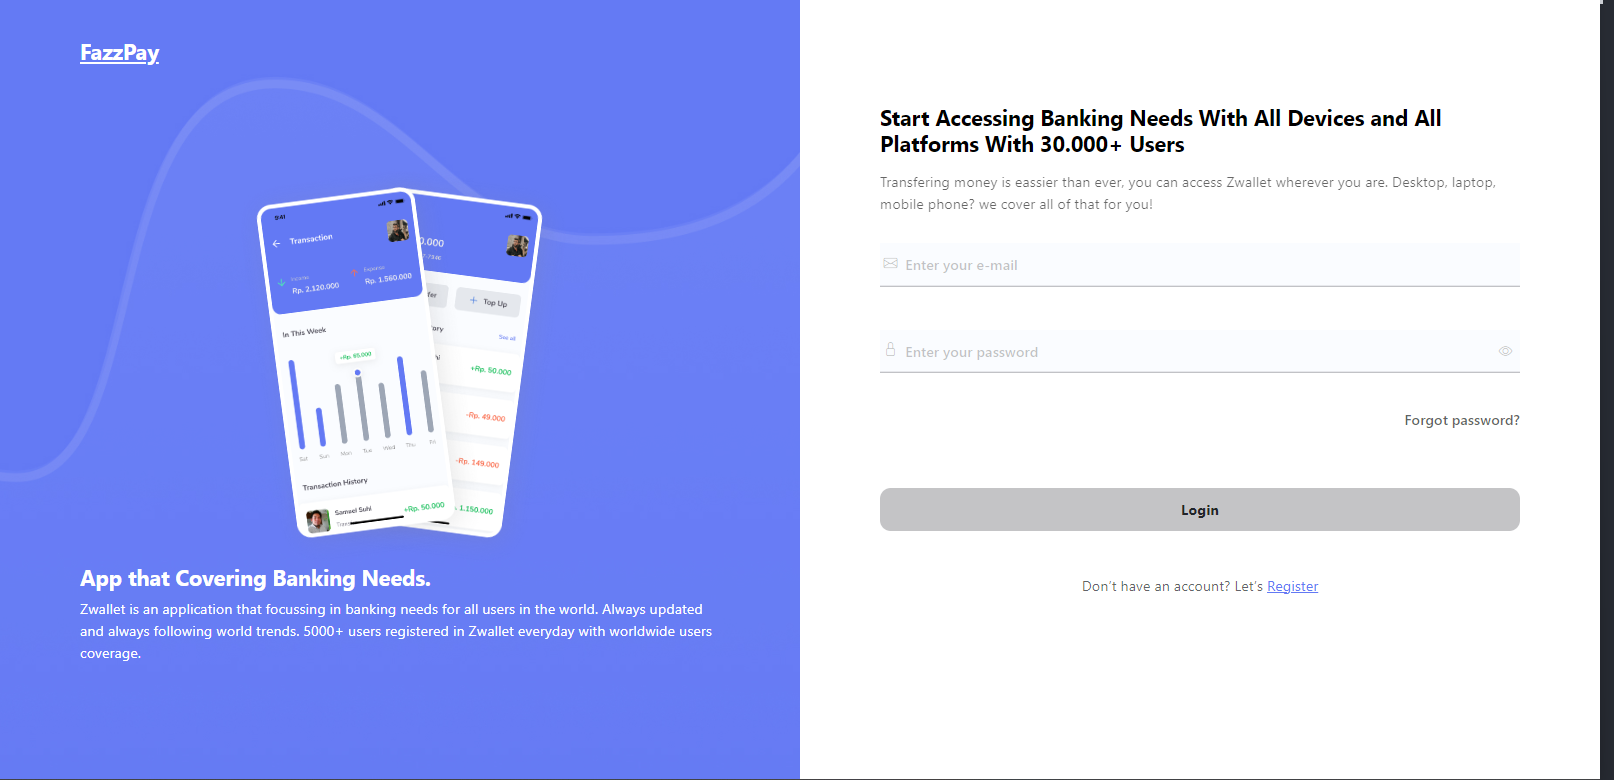 FazzPay
9:41
Transaction
Income
Rp. 2.120.000
Expense
Rp. 1.560.000
In This Week
+Rp. 65.000
Sat Sun Mon Tue Wed Thu Fri
Transaction History
Samuel Suhi
+Rp. 50.000
Top Up
See all
+Rp. 50.000
-Rp. 49.000
-Rp. 149.000
1.150.000
App that Covering Banking Needs.
Zwallet is an application that focussing in banking needs for all users in the world. Always updated
and always following world trends. 5000+ users registered in Zwallet everyday with worldwide users
coverage.
Start Accessing Banking Needs With All Devices and All
Platforms With 30.000+ Users
Transfering money is eassier than ever, you can access Zwallet wherever you are. Desktop, laptop,
mobile phone? we cover all of that for you!
Enter your e-mail
Enter your password
Forgot password?
Login
Don't have an account? Let's Register